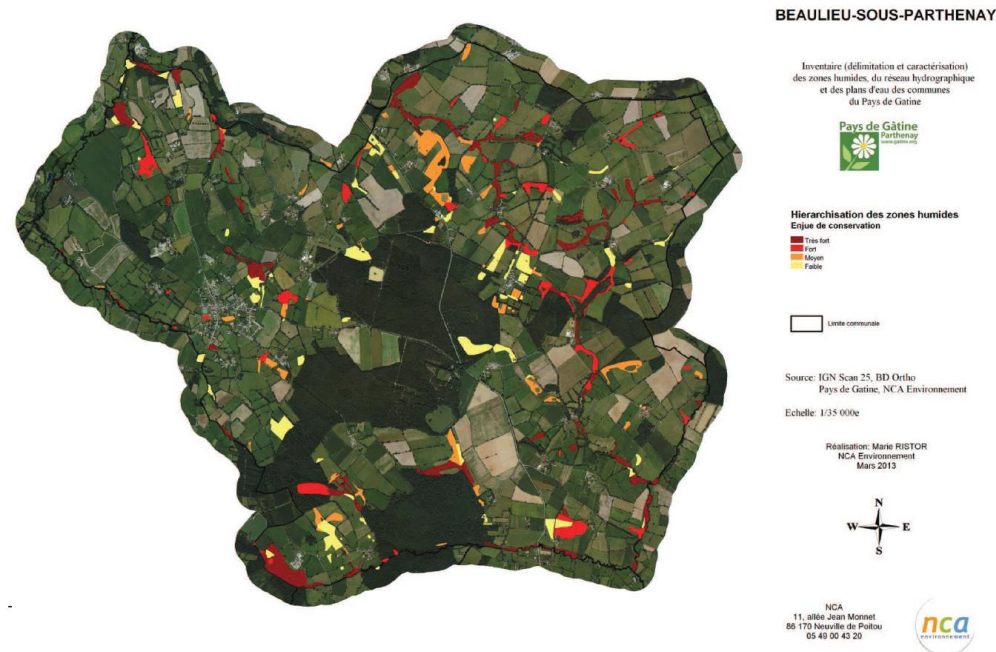 BEAULIEU-SOUS-PARTHENAY
Inventaire (délimitation et caractérisation)
des zones humides, du réseau hydrographique
et des plans d'eau des communes
du Pays de Gatine
Pays de Gâtine
Parthenay
www.gatine.org
Hierarchisation des zones humides
Enjue de conservation
Très fort
Fort
Moyen
Faible
Limite communale
Source: IGN Scan 25, BD Ortho
Pays de Gatine, NCA Environnement
Echelle: 1/35 000e
Réalisation: Marie RISTOR
NCA Environnement
Mars 2013
N
W E
S
NCA
11, allée Jean Monnet
86 170 Neuville de Poitou
05 49 00 43 20
nca
environnement
-